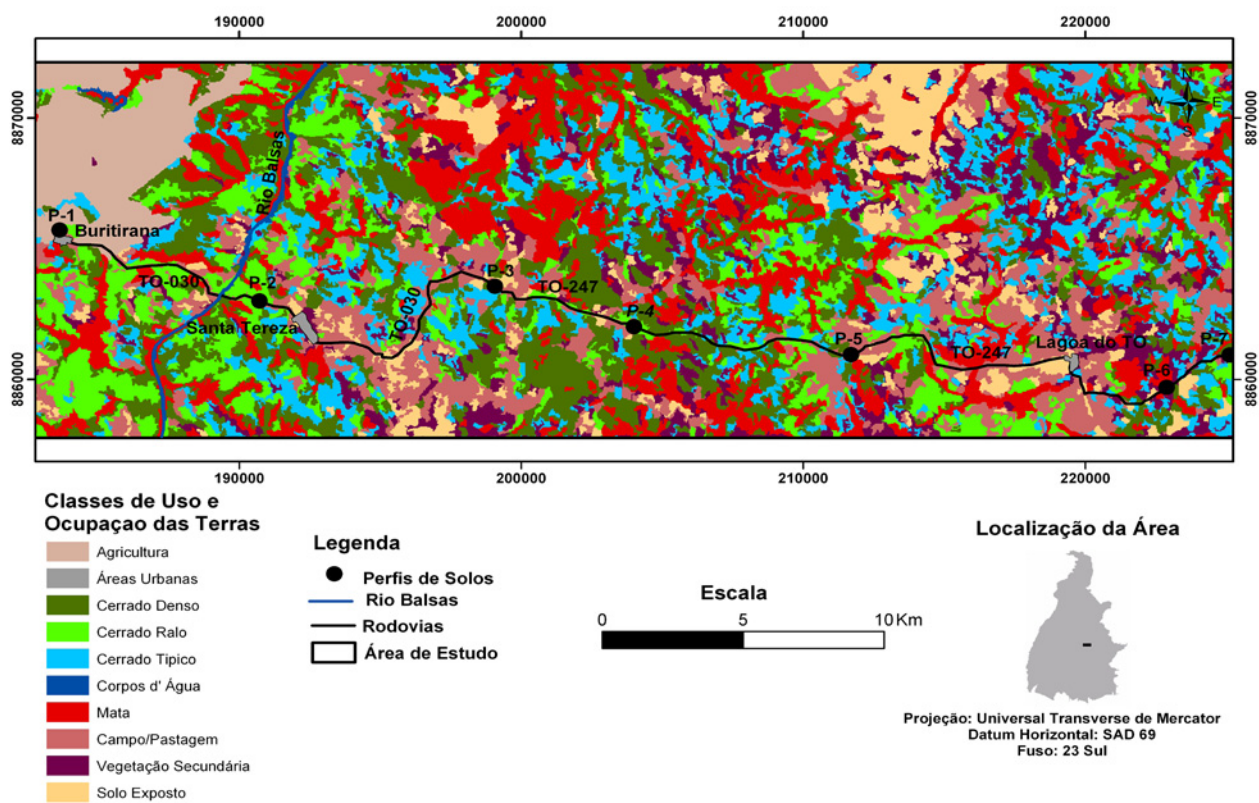 190000 200000 210000 220000
8870000 8870000
N
W E
S
Rio Balsas
P-1
Buritirana
TO-030 P-2
Santa Tereza
TO-030
P-3
TO-247
P-4
P-5
TO-247
Lagoa do TO
P-6
P-7
8860000 8860000
190000 200000 210000 220000
Classes de Uso e
Ocupaçao das Terras
Agricultura
Áreas Urbanas
Cerrado Denso
Cerrado Ralo
Cerrado Tipico
Corpos d' Água
Mata
Campo/Pastagem
Vegetação Secundária
Solo Exposto
Legenda
Perfis de Solos
Rio Balsas
Rodovias
Área de Estudo
Escala
0 5 10 Km
Localização da Área
Projeção: Universal Transverse de Mercator
Datum Horizontal: SAD 69
Fuso: 23 Sul